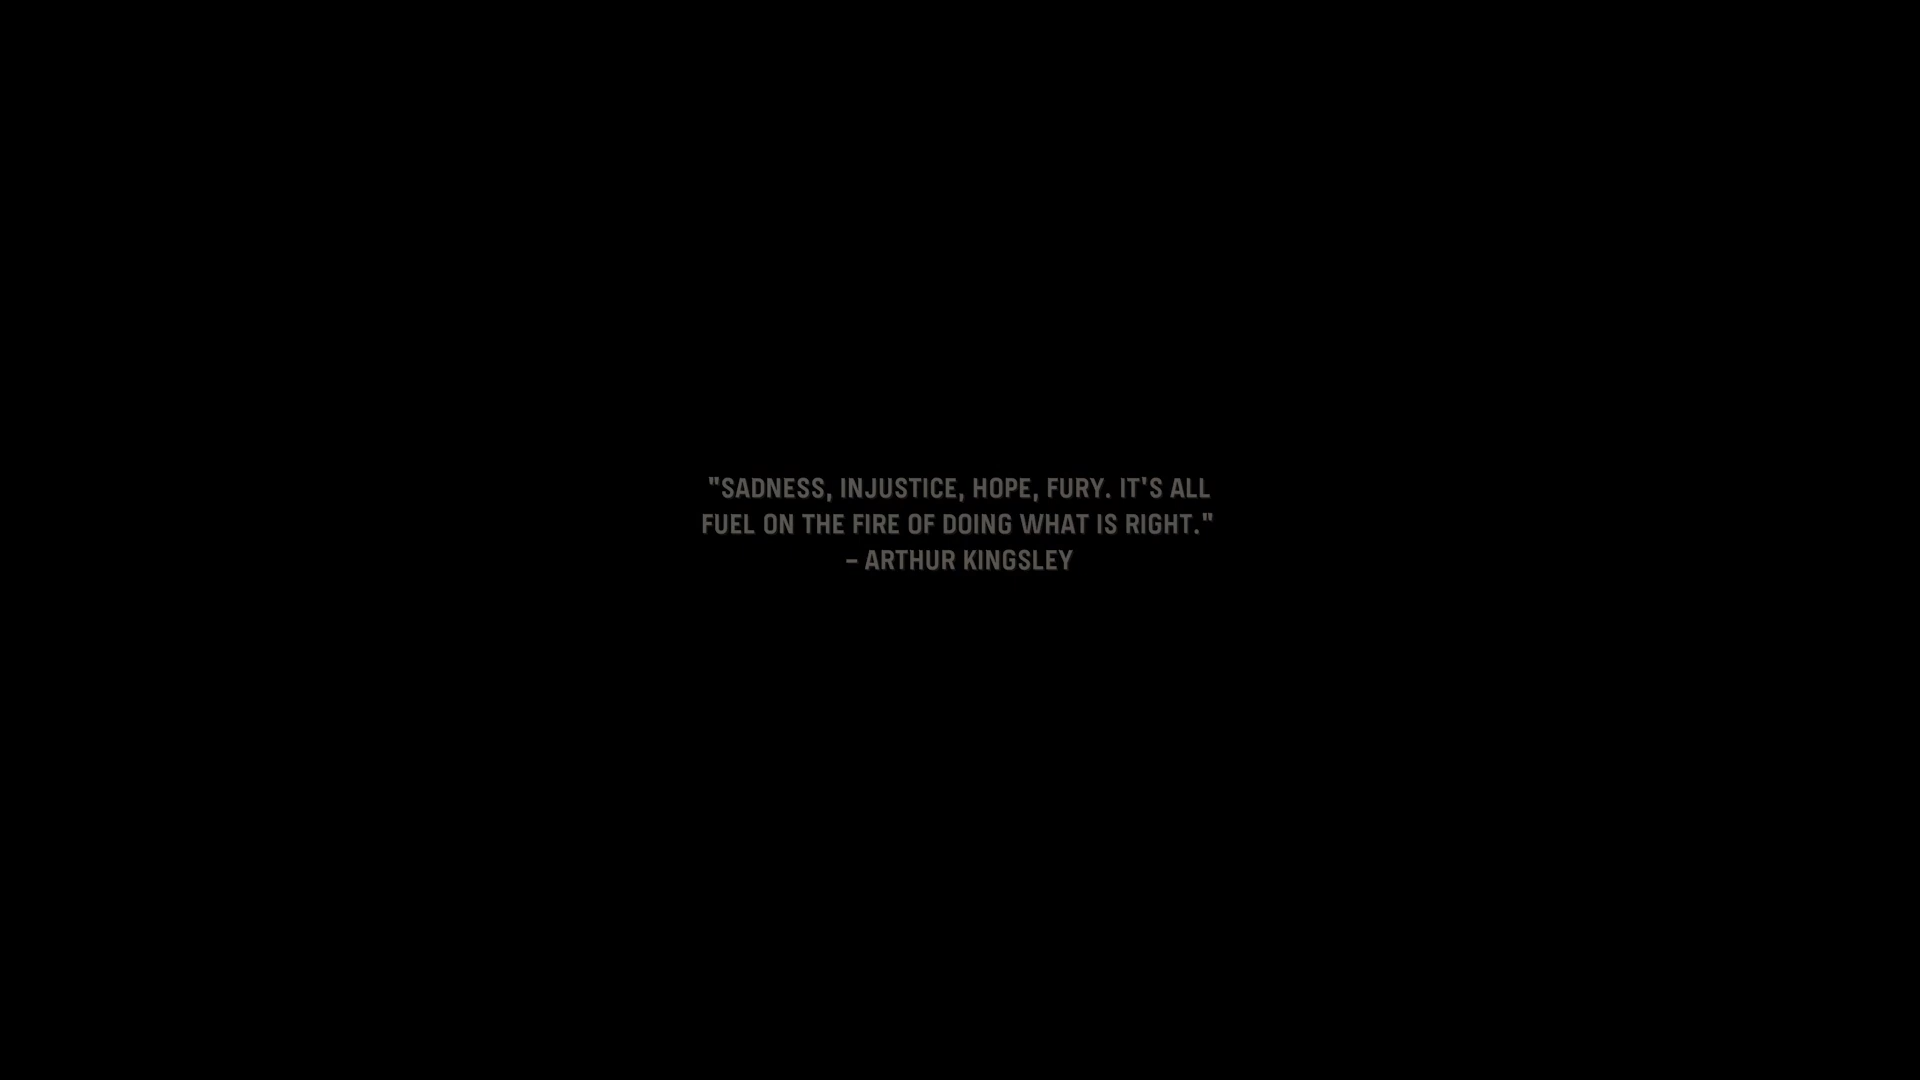 "SADNESS, INJUSTICE, HOPE, FURY. IT'S ALL
FUEL ON THE FIRE OF DOING WHAT IS RIGHT."
– ARTHUR KINGSLEY